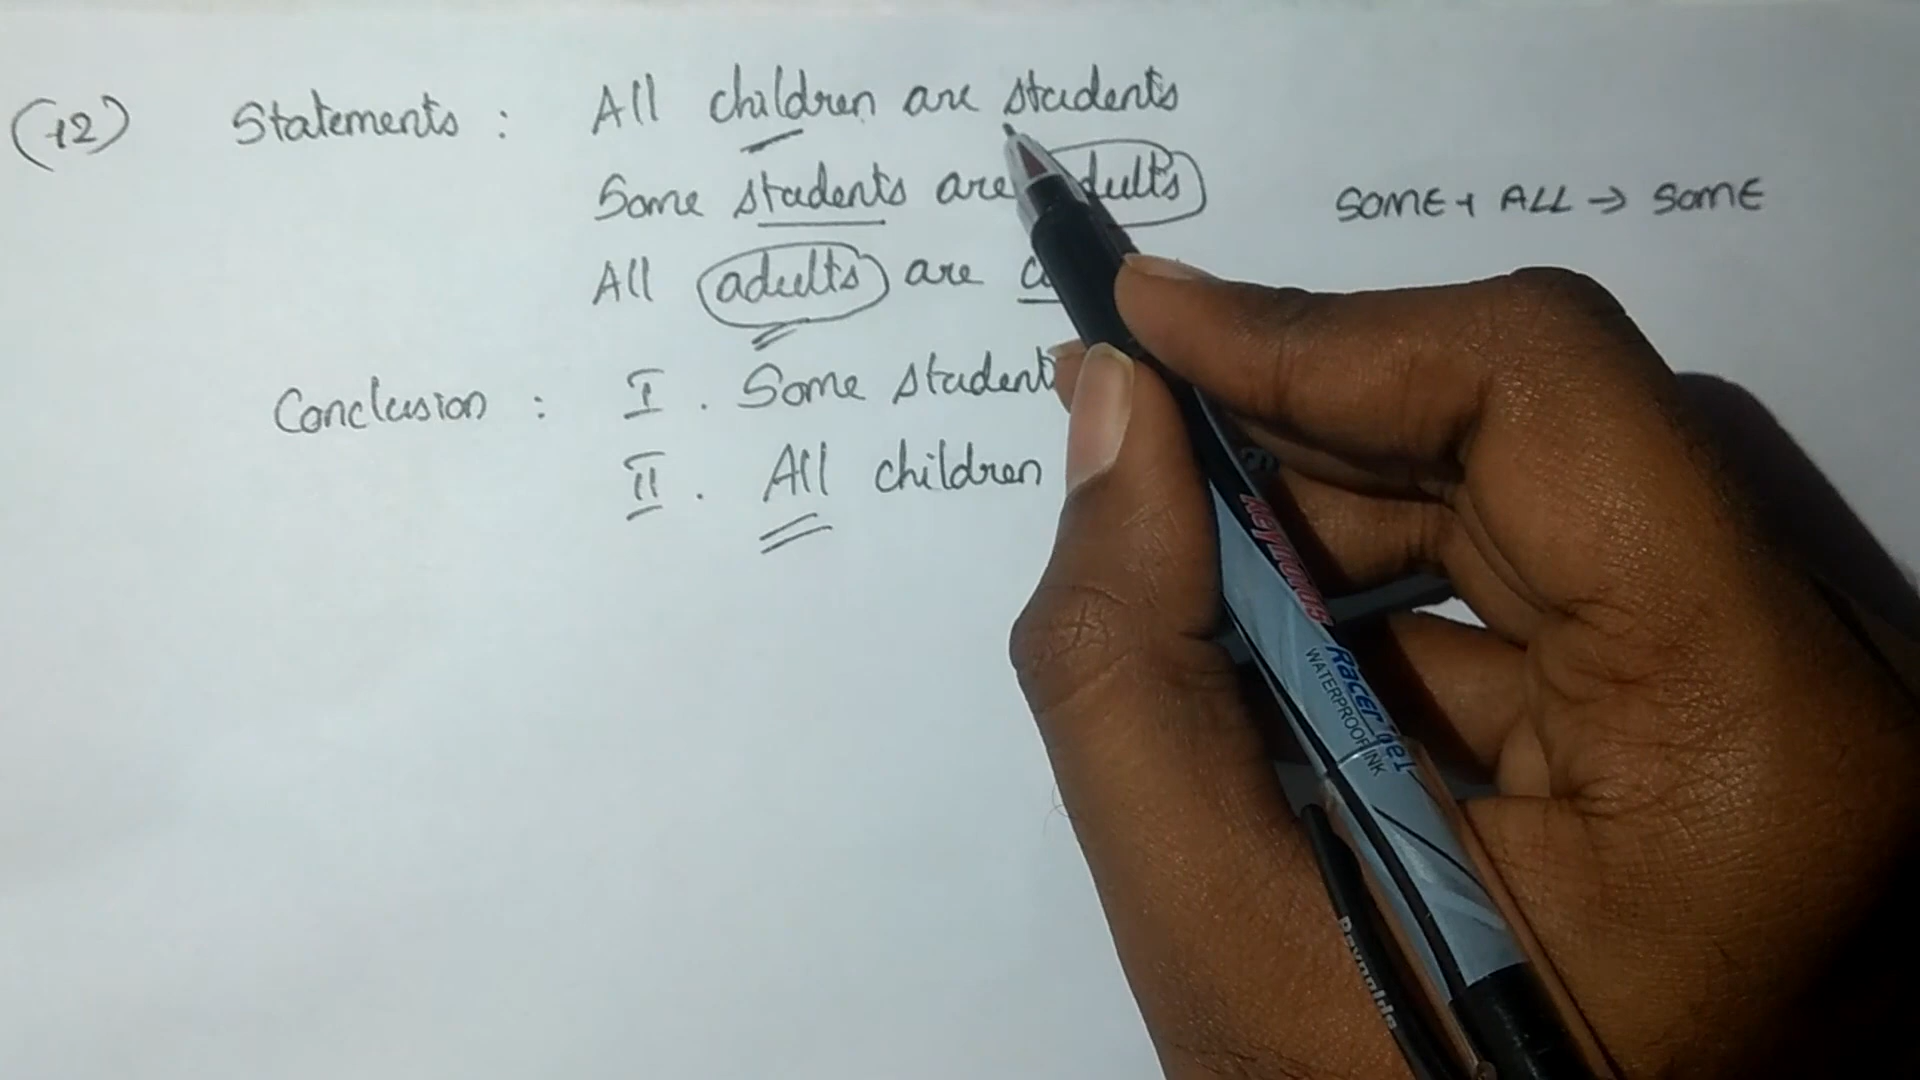 (12) Statements : All children are students
Some students are adults SOME + ALL → SOME
All adults are
Conclusion : I. Some student
II. All children
Reynolds
Racer Gel
WATERPROOF INK
Reynolds